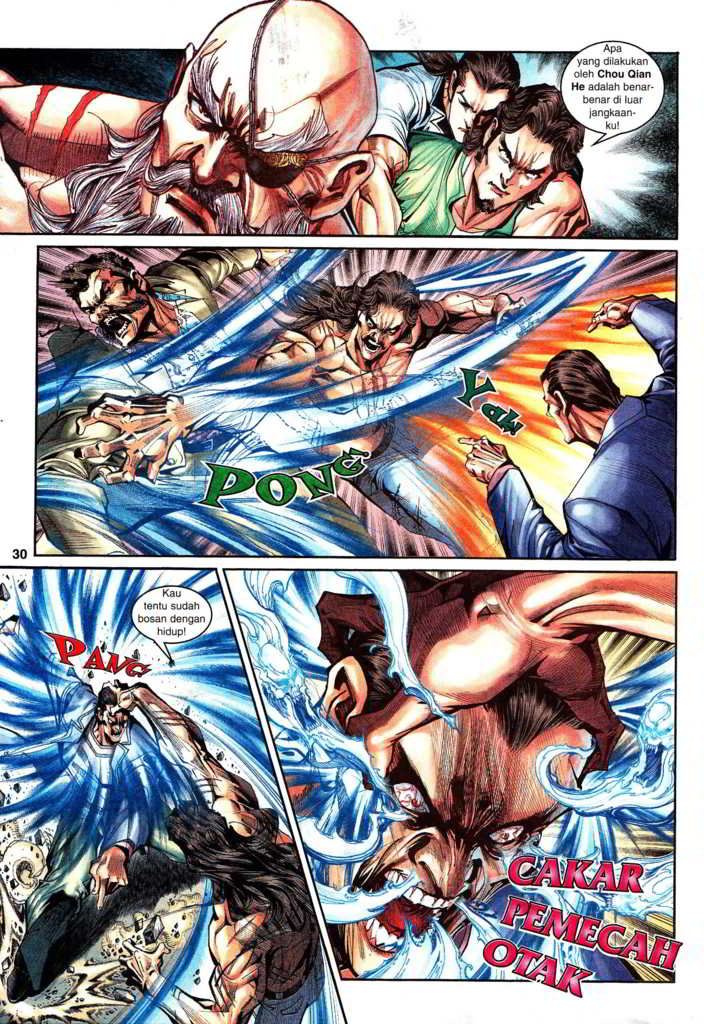 Apa
yang dilakukan
oleh Chou Qian
He adalah benar-
benar di luar
jangkaan-
ku!
Yak
PONG
30
Kau
tentu sudah
bosan dengan
hidup!
PANG
CAKAR
PEMECAH
OTAK